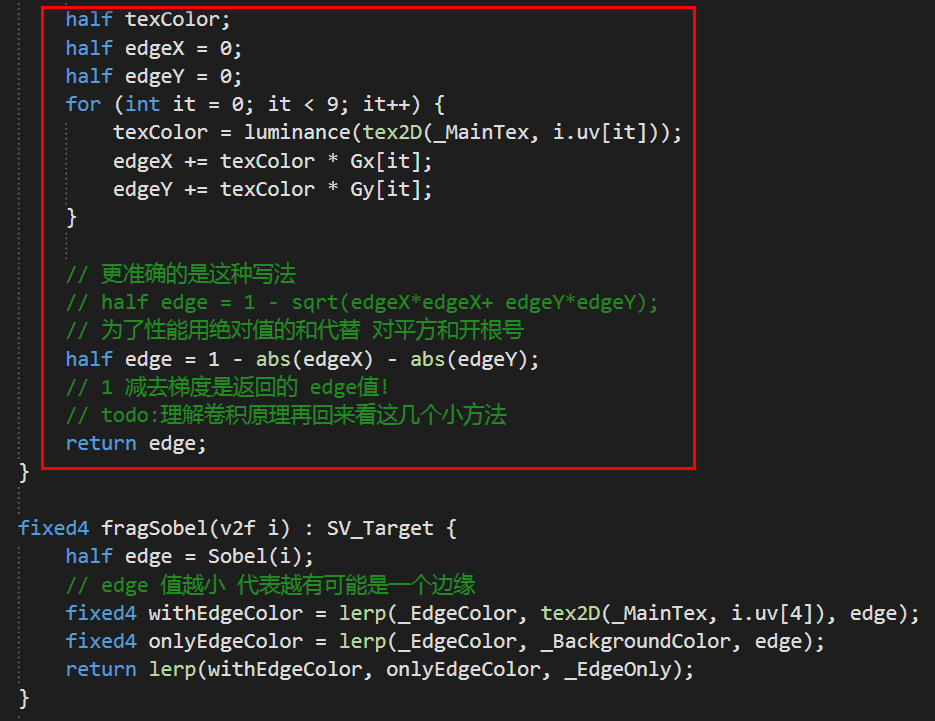 half texColor;
half edgeX = 0;
half edgeY = 0;
for (int it = 0; it < 9; it++) {
texColor = luminance(tex2D(_MainTex, i.uv[it]));
edgeX += texColor * Gx[it];
edgeY += texColor * Gy[it];
}
// 更准确的是这种写法
// half edge = 1 - sqrt(edgeX*edgeX+ edgeY*edgeY);
// 为了性能用绝对值的和代替 对平方和开根号
half edge = 1 - abs(edgeX) - abs(edgeY);
// 1 减去梯度是返回的 edge值!
// todo:理解卷积原理再回来看这几个小方法
return edge;
}
fixed4 fragSobel(v2f i) : SV_Target {
half edge = Sobel(i);
// edge 值越小 代表越有可能是一个边缘
fixed4 withEdgeColor = lerp(_EdgeColor, tex2D(_MainTex, i.uv[4]), edge);
fixed4 onlyEdgeColor = lerp(_EdgeColor, _BackgroundColor, edge);
return lerp(withEdgeColor, onlyEdgeColor, _EdgeOnly);
}